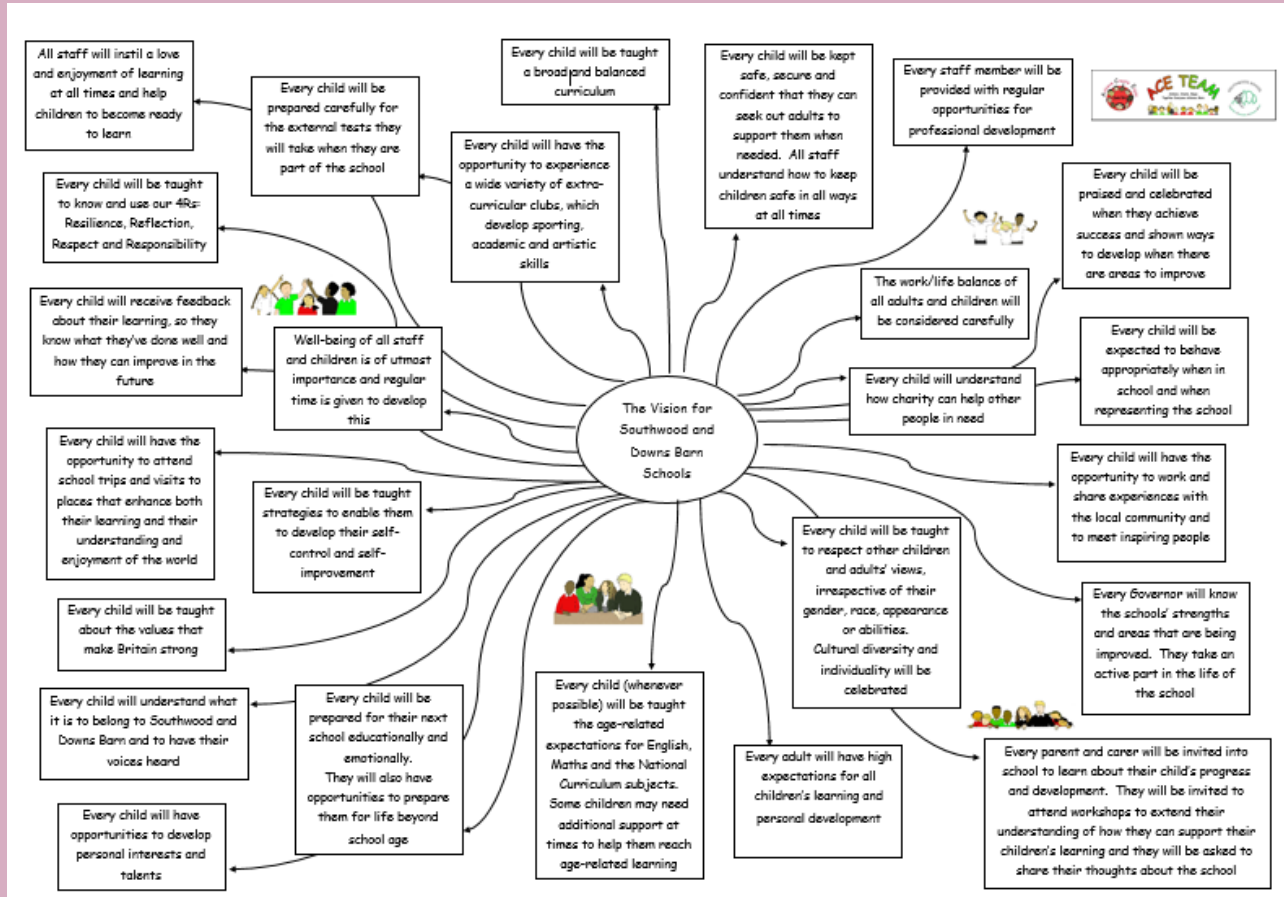 All staff will instil a love
and enjoyment of learning
at all times and help
children to become ready
to learn
Every child will be
prepared carefully for
the external tests they
will take when they are
part of the school
Every child will be taught
a broad and balanced
curriculum
Every child will be kept
safe, secure and
confident that they can
seek out adults to
support them when
needed. All staff
understand how to keep
children safe in all ways
at all times
Every staff member will be
provided with regular
opportunities for
professional development
ACE TEAM
Every child will be taught
to know and use our 4Rs:
Resilience, Reflection,
Respect and Responsibility
Every child will have the
opportunity to experience
a wide variety of extra-
curricular clubs, which
develop sporting,
academic and artistic
skills
Every child will be
praised and celebrated
when they achieve
success and shown ways
to develop when there
are areas to improve
Every child will receive feedback
about their learning, so they
know what they've done well and
how they can improve in the
future
Well-being of all staff
and children is of utmost
importance and regular
time is given to develop
this
The work/life balance of
all adults and children will
be considered carefully
Every child will understand
how charity can help other
people in need
Every child will be
expected to behave
appropriately when in
school and when
representing the school
The Vision for
Southwood and
Downs Barn
Schools
Every child will have the
opportunity to attend
school trips and visits to
places that enhance both
their learning and their
understanding and
enjoyment of the world
Every child will be taught
strategies to enable them
to develop their self-
control and self-
improvement
Every child will have the
opportunity to work and
share experiences with
the local community and
to meet inspiring people
Every child will be taught
to respect other children
and adults' views,
irrespective of their
gender, race, appearance
or abilities.
Cultural diversity and
individuality will be
celebrated
Every Governor will know
the schools' strengths
and areas that are being
improved. They take an
active part in the life of
the school
Every child will be taught
about the values that
make Britain strong
Every child will understand what
it is to belong to Southwood and
Downs Barn and to have their
voices heard
Every child will be
prepared for their next
school educationally and
emotionally.
They will also have
opportunities to prepare
them for life beyond
school age
Every child (whenever
possible) will be taught
the age-related
expectations for English,
Maths and the National
Curriculum subjects.
Some children may need
additional support at
times to help them reach
age-related learning
Every adult will have high
expectations for all
children's learning and
personal development
Every parent and carer will be invited into
school to learn about their child's progress
and development. They will be invited to
attend workshops to extend their
understanding of how they can support their
children's learning and they will be asked to
share their thoughts about the school
Every child will have
opportunities to develop
personal interests and
talents